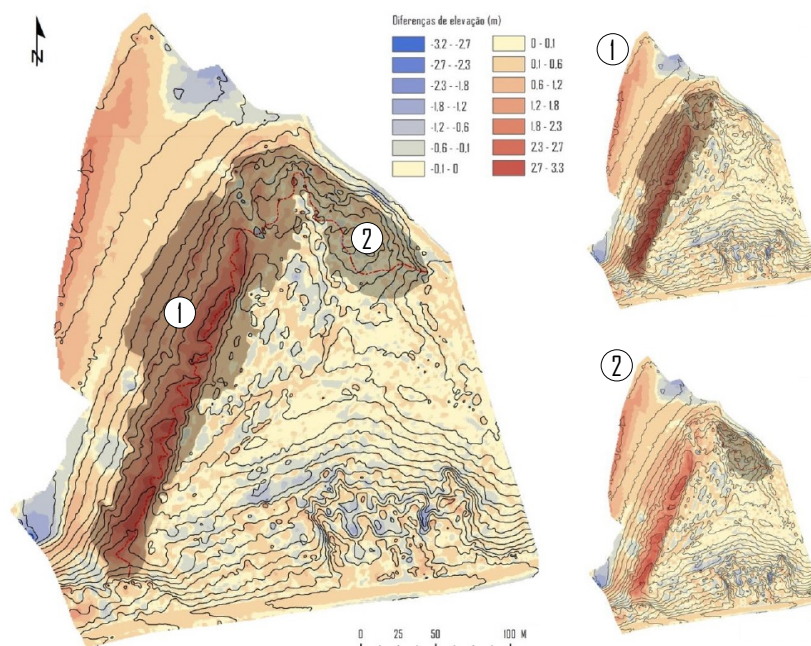 N
Diferenças de elevação (m)
-3.2 - -2.7
-2.7 - -2.3
-2.3 - -1.8
-1.8 - -1.2
-1.2 - -0.6
-0.6 - -0.1
-0.1 - 0
0 - 0.1
0.1 - 0.6
0.6 - 1.2
1.2 - 1.8
1.8 - 2.3
2.3 - 2.7
2.7 - 3.3
1
2
1
2
0 25 50 100 M